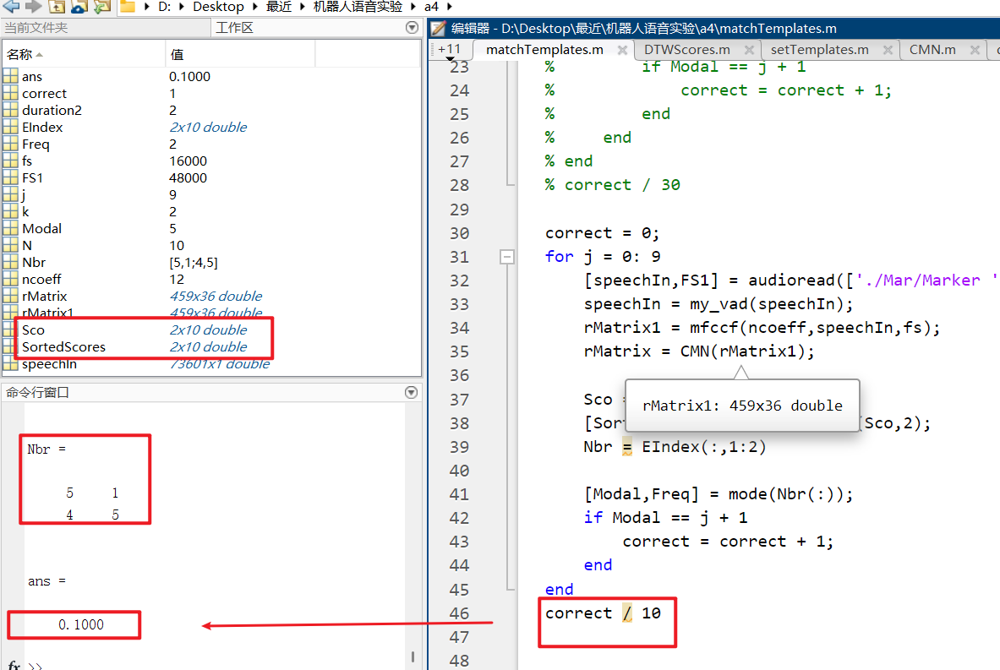 D: Desktop 最近 机器人语音实验 a4
当前文件夹
工作区
名称 值
ans 0.1000
correct 1
duration2 2
EIndex 2x10 double
Freq 2
fs 16000
FS1 48000
j 9
k 2
Modal 5
N 10
Nbr [5,1;4,5]
ncoeff 12
rMatrix 459x36 double
rMatrix1 459x36 double
Sco 2x10 double
SortedScores 2x10 double
speechIn 73601x1 double
命令行窗口
Nbr =
5 1
4 5
ans =
0.1000
fx >>
编辑器 - D:\Desktop\最近\机器人语音实验\a4\matchTemplates.m
+11 matchTemplates.m DTWScores.m setTemplates.m CMN.m
23 % if Modal == j + 1
24 % correct = correct + 1;
25 % end
26 % end
27 % end
28 % correct / 30
29
30 correct = 0;
31 for j = 0: 9
32 [speechIn,FS1] = audioread(['./Mar/Marker '
33 speechIn = my_vad(speechIn);
34 rMatrix1 = mfccf(ncoeff,speechIn,fs);
35 rMatrix = CMN(rMatrix1);
36
rMatrix1: 459x36 double
37 Sco
38 [Sor Sco,2);
39 Nbr = EIndex(:,1:2)
40
41 [Modal,Freq] = mode(Nbr(:));
42 if Modal == j + 1
43 correct = correct + 1;
44 end
45 end
46 correct / 10
47
48